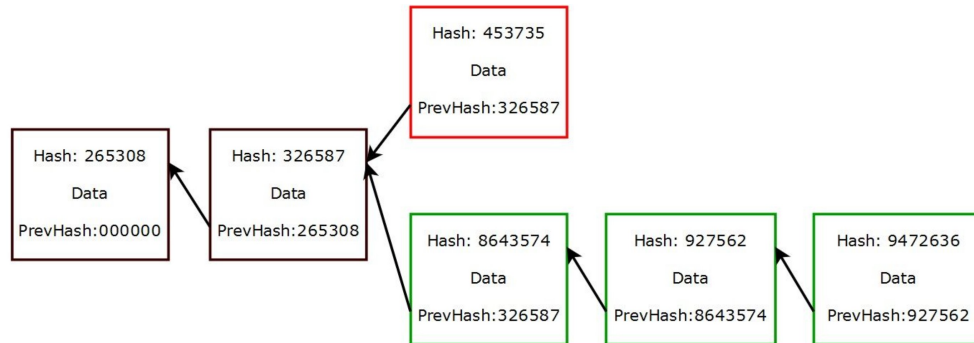 Hash: 453735
Data
PrevHash:326587
Hash: 265308
Data
PrevHash:000000
Hash: 326587
Data
PrevHash:265308
Hash: 8643574
Data
PrevHash:326587
Hash: 927562
Data
PrevHash:8643574
Hash: 9472636
Data
PrevHash:927562